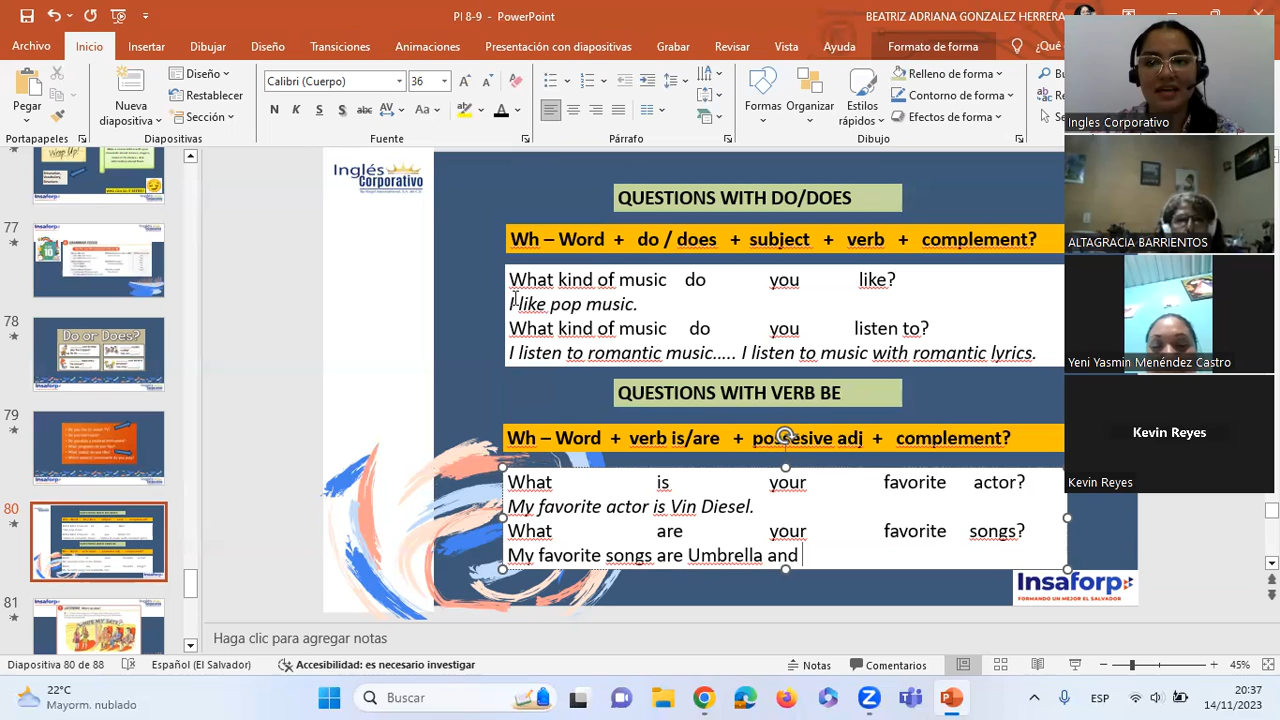 PI 8-9 - PowerPoint
BEATRIZ ADRIANA GONZALEZ HERRERA
Archivo Inicio Insertar Dibujar Diseño Transiciones Animaciones Presentación con diapositivas Grabar Revisar Vista Ayuda Formato de forma ¿Qué
Pegar
Portapapeles
Nueva diapositiva
Diseño
Restablecer
Sección
Diapositivas
Calibri (Cuerpo) 36
N K S S abc AV Aa A
Fuente
Párrafo
Formas
Organizar
Estilos rápidos
Relleno de forma
Contorno de forma
Efectos de forma
Dibujo
77
78
Do or Does?
79
80
81
Inglés
Corporativo
QUESTIONS WITH DO/DOES
Wh – Word + do / does + subject + verb + complement?
What kind of music do you like?
I like pop music.
What kind of music do you listen to?
I listen to romantic music..... I listen to music with romantic lyrics.
QUESTIONS WITH VERB BE
Wh – Word + verb is/are + possesive adj + complement?
What is your favorite actor?
My favorite actor is Vin Diesel.
What are your favorite songs?
My favorite songs are Umbrella and
Insaforp
FORMANDO UN MEJOR EL SALVADOR
Ingles Corporativo
ALTAGRACIA BARRIENTOS
Yeni Yasmin Menéndez Castro
Kevin Reyes
Kevin Reyes
Haga clic para agregar notas
Diapositiva 80 de 88 Español (El Salvador) Accesibilidad: es necesario investigar Notas Comentarios 45%
22°C
Mayorm. nublado
Buscar
ESP
20:37
14/11/2023